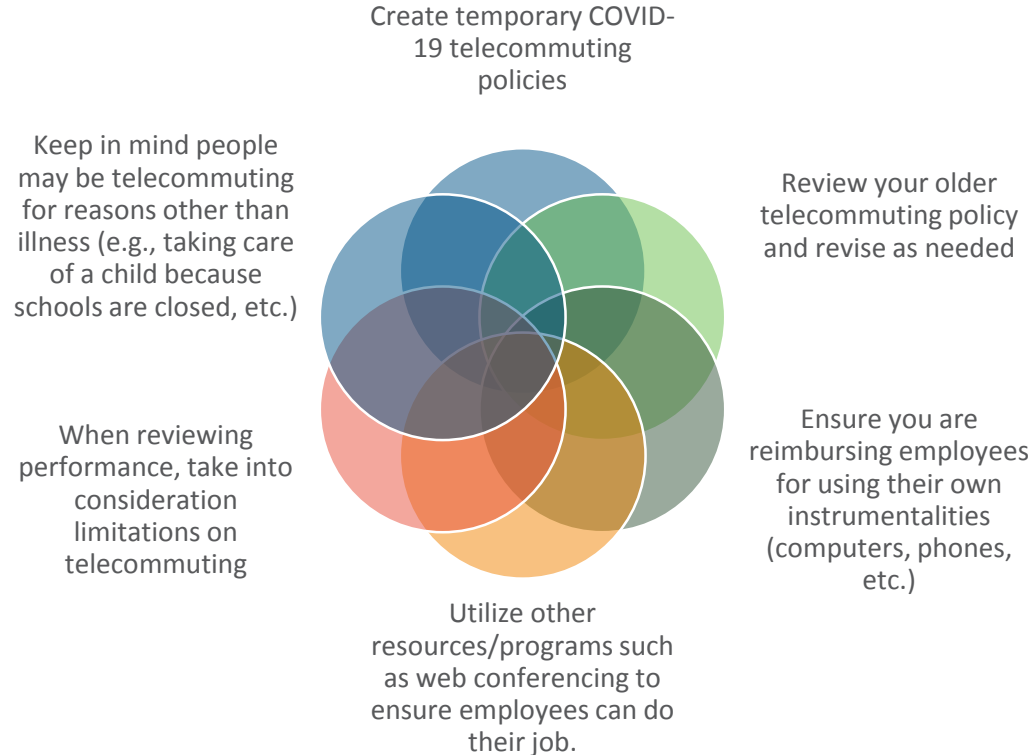 Create temporary COVID-
19 telecommuting
policies
Review your older
telecommuting policy
and revise as needed
Ensure you are
reimbursing employees
for using their own
instrumentalities
(computers, phones,
etc.)
Utilize other
resources/programs such
as web conferencing to
ensure employees can do
their job.
When reviewing
performance, take into
consideration
limitations on
telecommuting
Keep in mind people
may be telecommuting
for reasons other than
illness (e.g., taking care
of a child because
schools are closed, etc.)